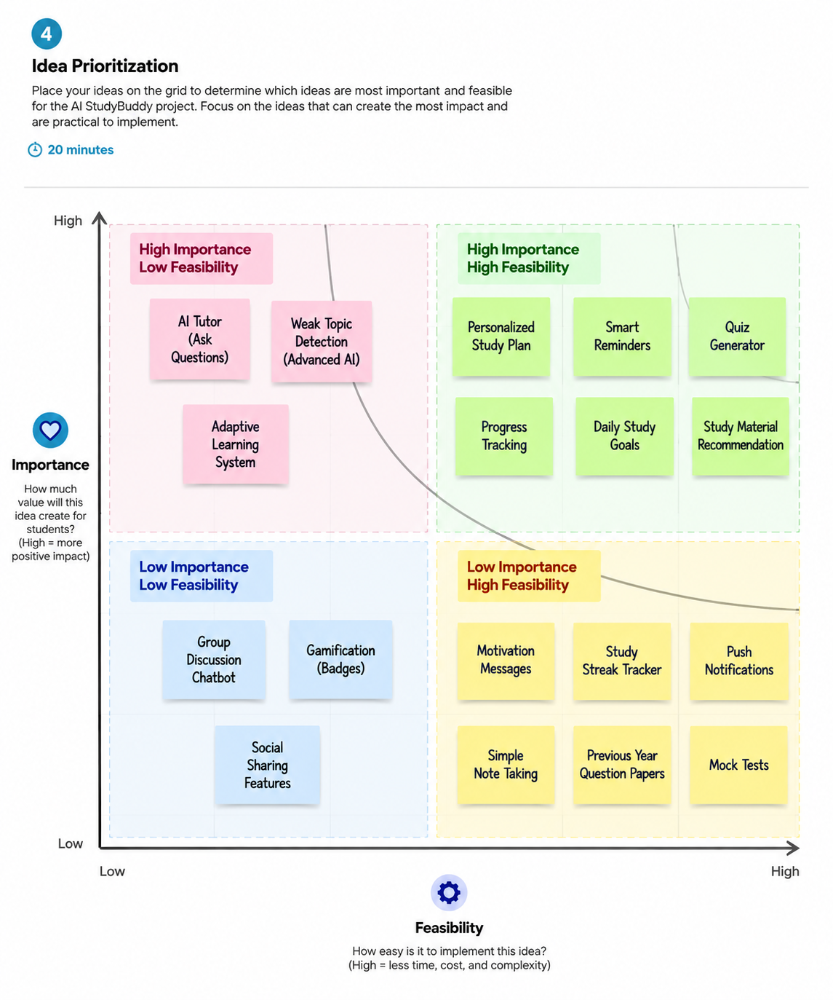 4
Idea Prioritization
Place your ideas on the grid to determine which ideas are most important and feasible
for the AI StudyBuddy project. Focus on the ideas that can create the most impact and
are practical to implement.
20 minutes
High
High Importance
Low Feasibility
AI Tutor
(Ask
Questions)
Weak Topic
Detection
(Advanced AI)
Adaptive
Learning
System
High Importance
High Feasibility
Personalized
Study Plan
Smart
Reminders
Quiz
Generator
Progress
Tracking
Daily Study
Goals
Study Material
Recommendation
Importance
How much
value will this
idea create for
students?
(High = more
positive impact)
Low Importance
Low Feasibility
Group
Discussion
Chatbot
Gamification
(Badges)
Social
Sharing
Features
Low Importance
High Feasibility
Motivation
Messages
Study
Streak Tracker
Push
Notifications
Simple
Note Taking
Previous Year
Question Papers
Mock Tests
Low
Low
High
Feasibility
How easy is it to implement this idea?
(High = less time, cost, and complexity)